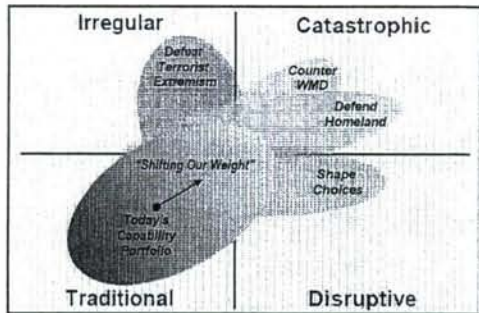 Irregular
Catastrophic
Defeat
Terrorist
Extremism
Counter
WMD
Defend
Homeland
"Shifting Our Weight"
Shape
Choices
Today's
Capability
Portfolio
Traditional
Disruptive